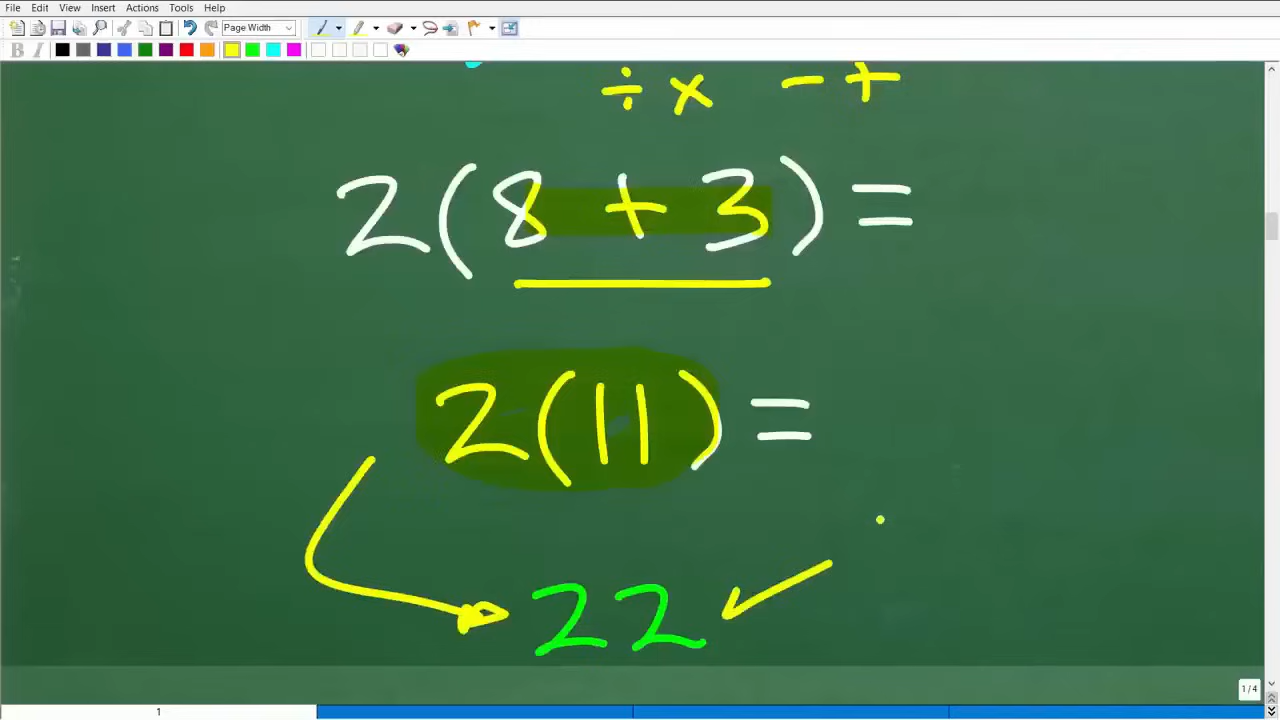 File Edit View Insert Actions Tools Help
Page Width
B I
÷ × − +
2(8 + 3) =
2(11) =
22
1/4
1